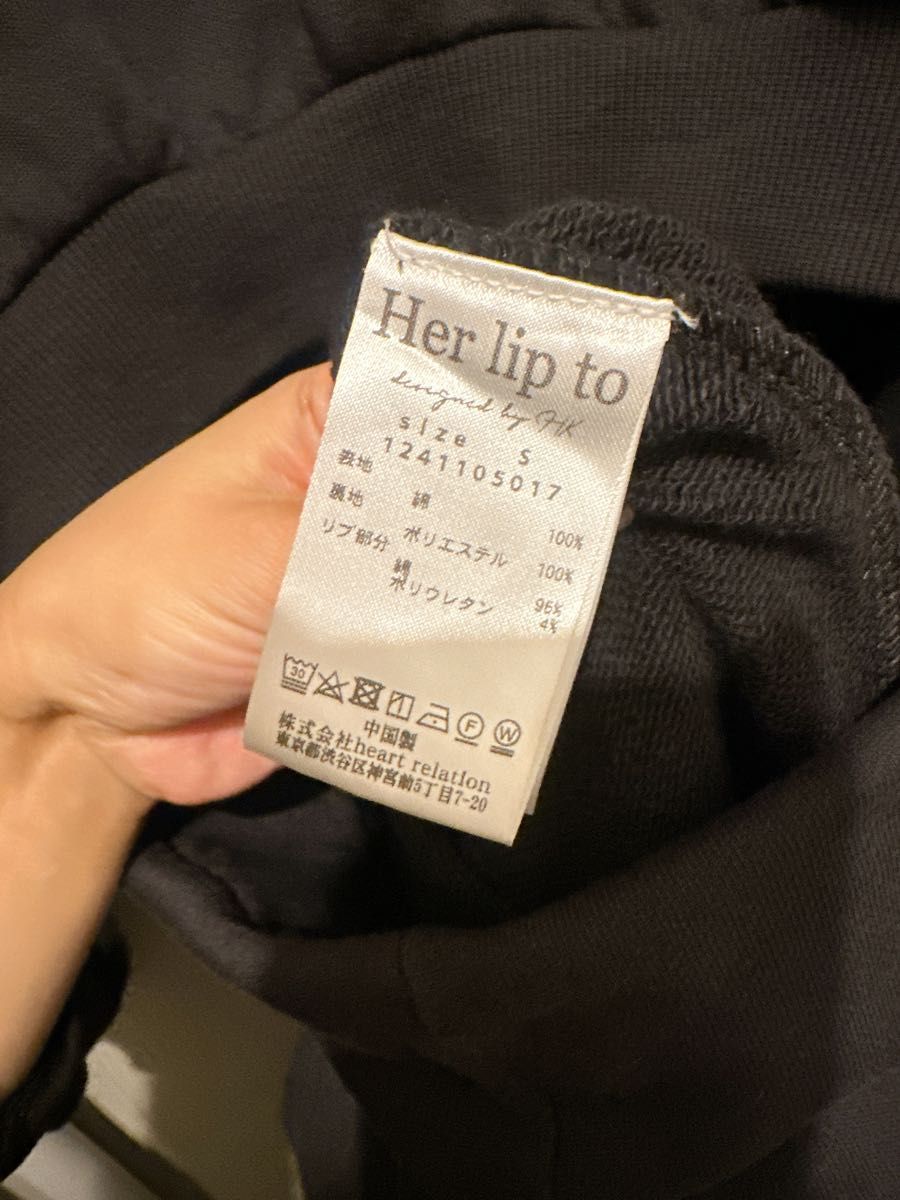 Her lip to
designed by HK
size S
1241105017
表地
綿 100%
裏地
ポリエステル 100%
リブ部分
綿 96%
ポリウレタン 4%
30
F
W
中国製
株式会社heart relation
東京都渋谷区神宮前5丁目7-20